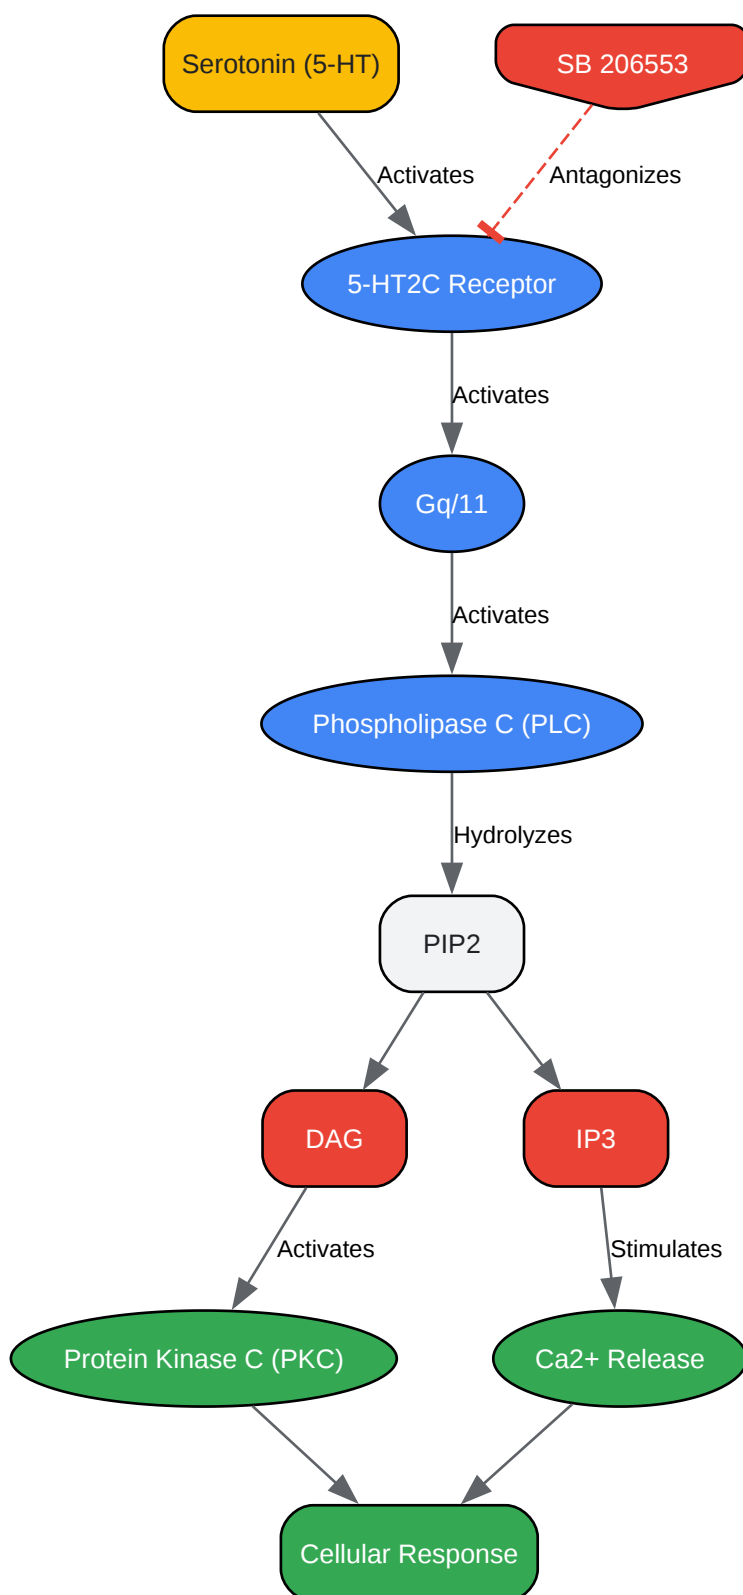 Serotonin (5-HT)
SB 206553
Activates
Antagonizes
5-HT2C Receptor
Activates
Gq/11
Activates
Phospholipase C (PLC)
Hydrolyzes
PIP2
DAG
IP3
Activates
Stimulates
Protein Kinase C (PKC)
Ca2+ Release
Cellular Response